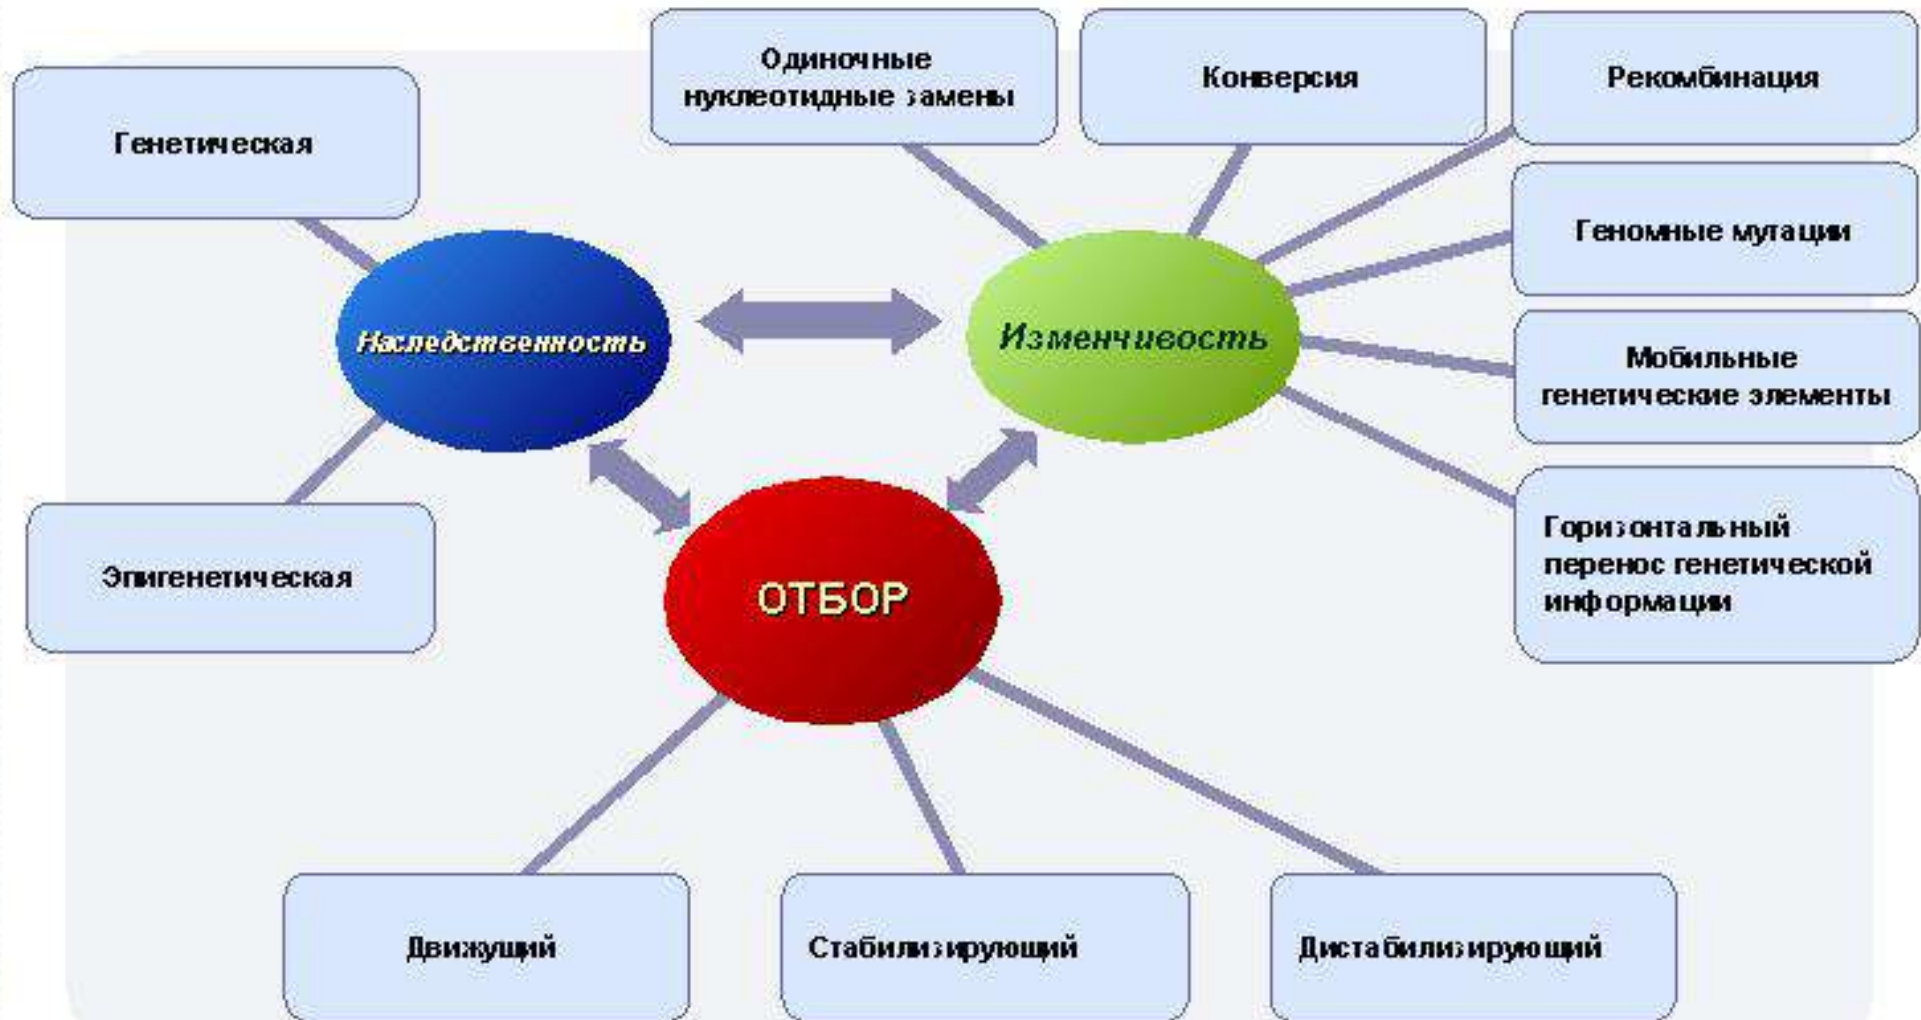 Одиночные
нуклеотидные замены
Конверсия
Рекомбинация
Генетическая
Геномные мутации
Наследственность
Изменчивость
Мобильные
генетические элементы
Горизонтальный
перенос генетической
информации
Эпигенетическая
ОТБОР
Движущий
Стабилизирующий
Дистабилизирующий